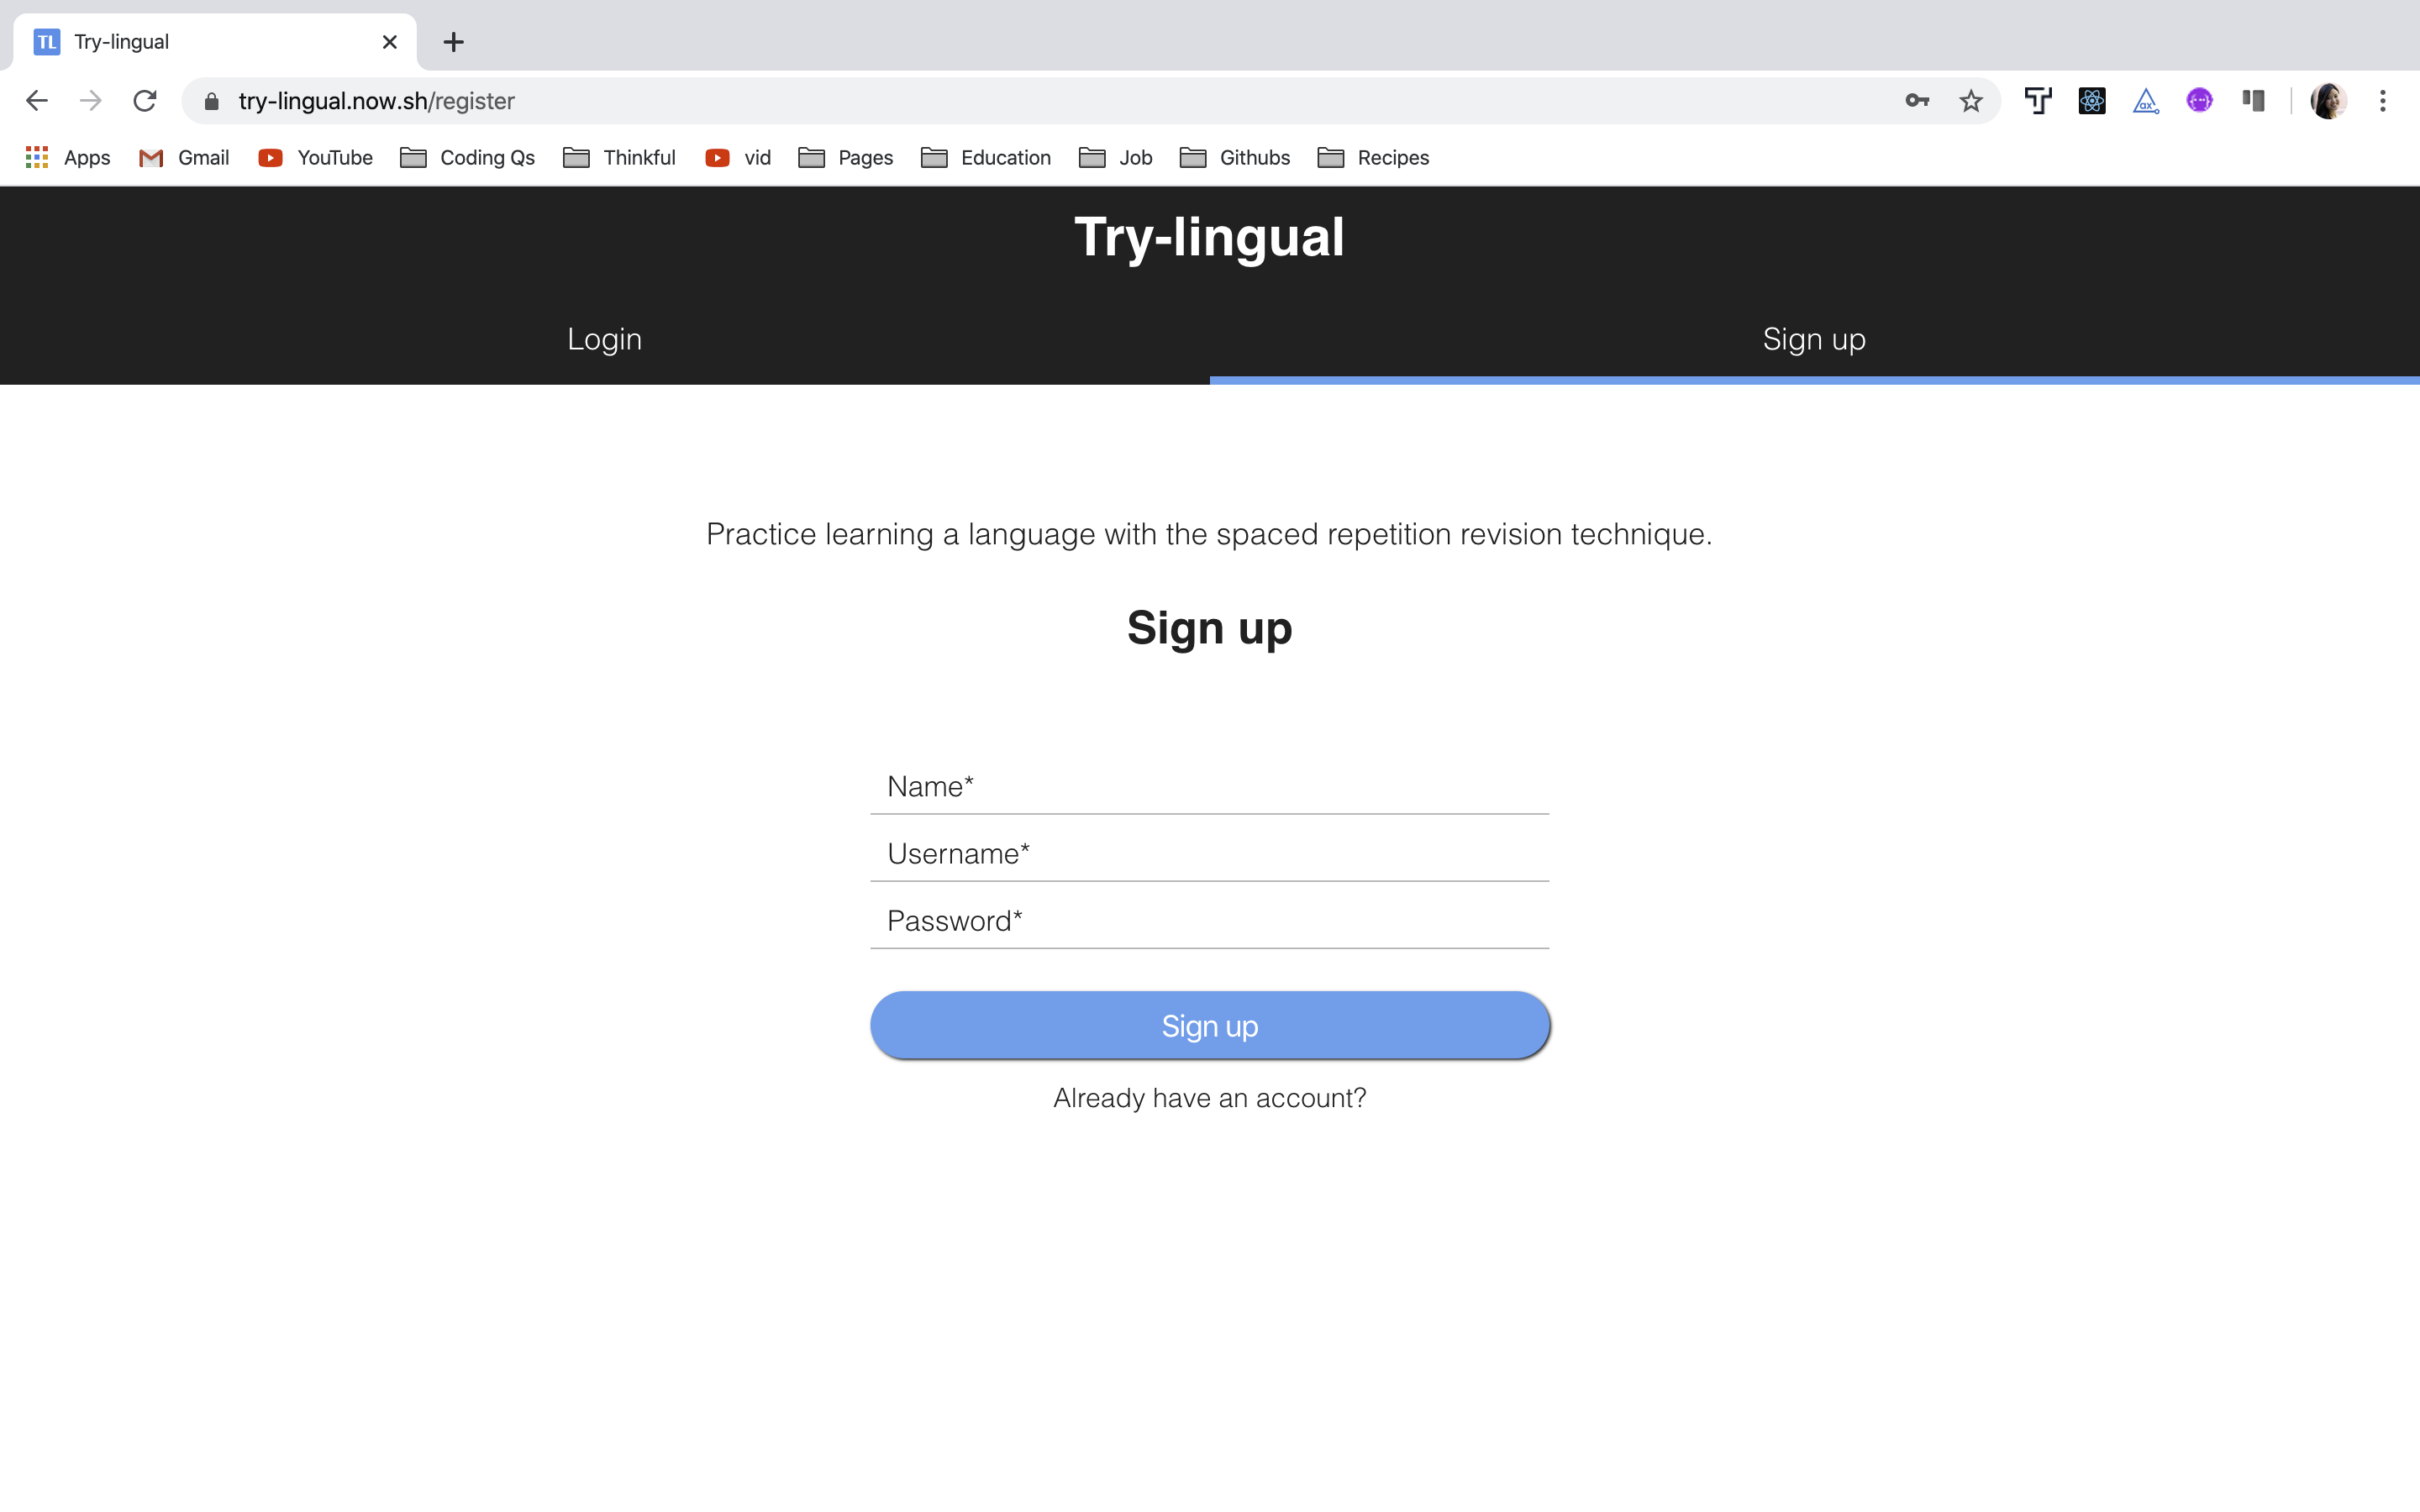 TL Try-lingual
try-lingual.now.sh/register
Apps Gmail YouTube Coding Qs Thinkful vid Pages Education Job Githubs Recipes
Try-lingual
Login Sign up
Practice learning a language with the spaced repetition revision technique.
Sign up
Name*
Username*
Password*
Sign up
Already have an account?